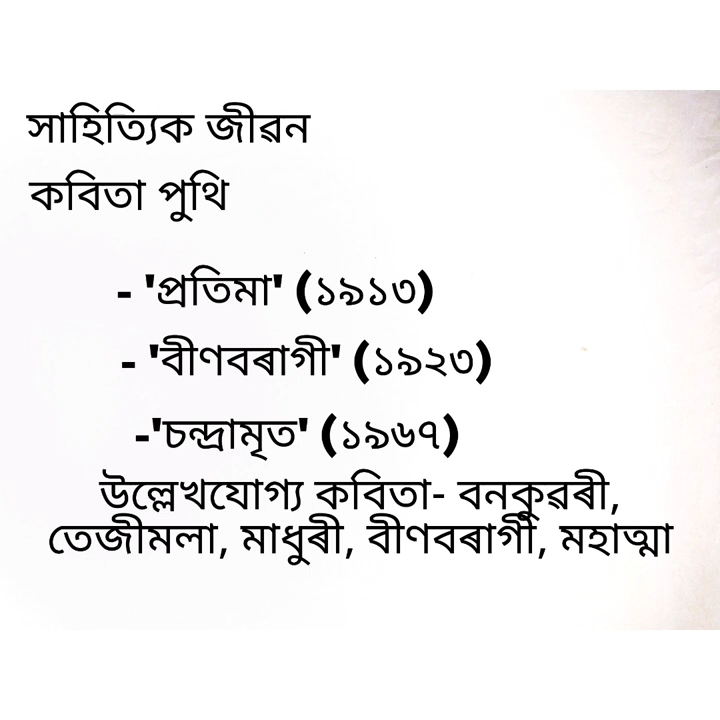 সাহিত্যিক জীৱন
কবিতা পুথি
- 'প্ৰতিমা' (১৯১৩)
- 'বীণবৰাগী' (১৯২৩)
-'চন্দ্ৰামৃত' (১৯৬৭)
উল্লেখযোগ্য কবিতা- বনকুৱৰী,
তেজীমলা, মাধুৰী, বীণবৰাগী, মহাত্মা